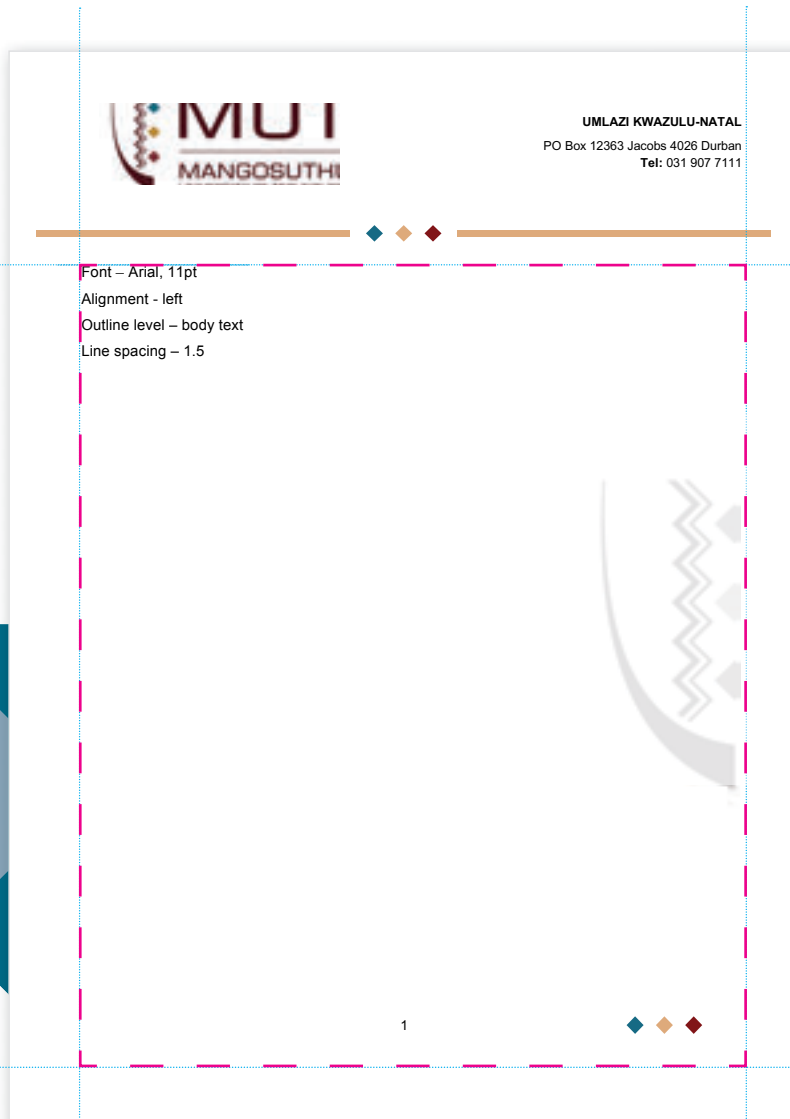 MUT
MANGOSUTHU
UMLAZI KWAZULU-NATAL
PO Box 12363 Jacobs 4026 Durban
Tel: 031 907 7111
Font – Arial, 11pt
Alignment - left
Outline level – body text
Line spacing – 1.5
1